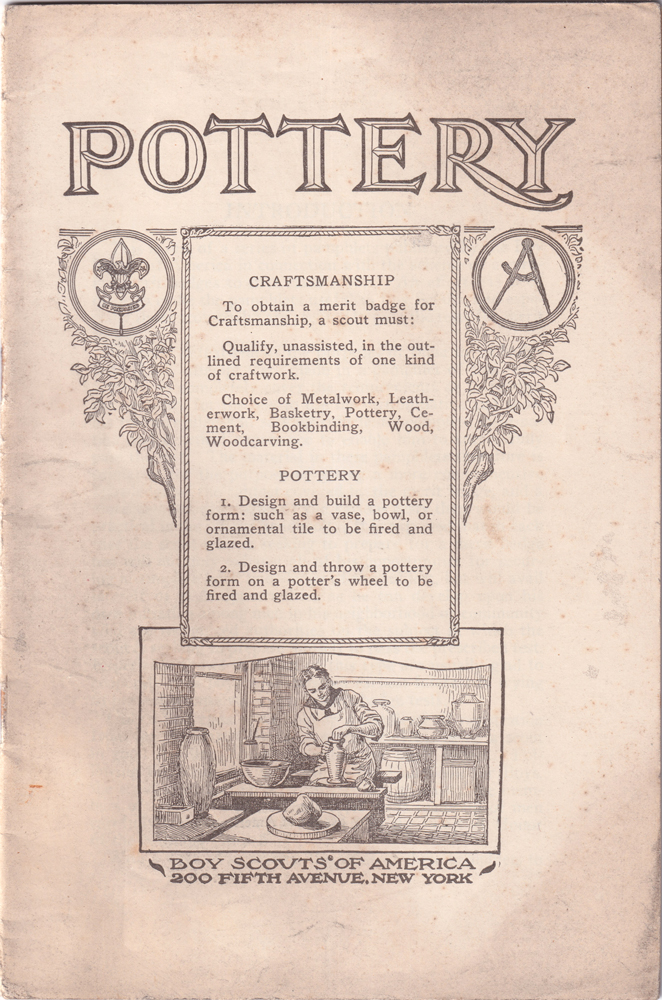 POTTERY
CRAFTSMANSHIP
To obtain a merit badge for
Craftsmanship, a scout must:
Qualify, unassisted, in the out-
lined requirements of one kind
of craftwork.
Choice of Metalwork, Leath-
erwork, Basketry, Pottery, Ce-
ment, Bookbinding, Wood,
Woodcarving.
POTTERY
1. Design and build a pottery
form: such as a vase, bowl, or
ornamental tile to be fired and
glazed.
2. Design and throw a pottery
form on a potter's wheel to be
fired and glazed.
BOY SCOUTS OF AMERICA
200 FIFTH AVENUE, NEW YORK